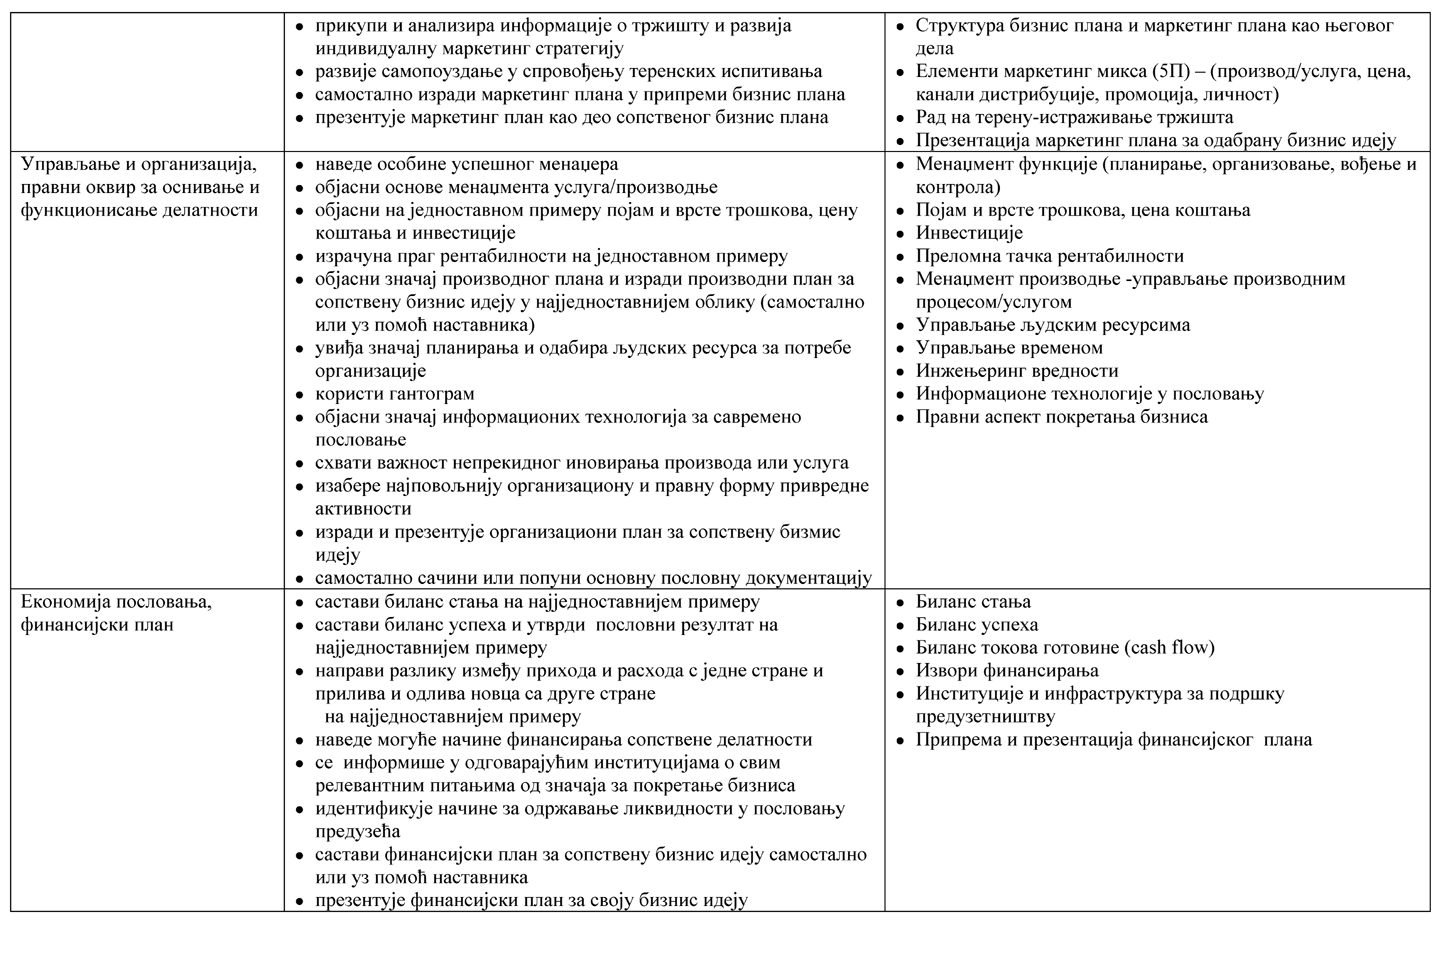 • прикупи и анализира информације о тржишту и развија
индивидуалну маркетинг стратегију
• развије самопоуздање у спровођењу теренских испитивања
• самостално изради маркетинг плана у припреми бизнис плана
• презентује маркетинг план као део сопственог бизнис плана
• Структура бизнис плана и маркетинг плана као његовог
дела
• Елементи маркетинг микса (5П) – (производ/услуга, цена,
канали дистрибуције, промоција, личност)
• Рад на терену-истраживање тржишта
• Презентација маркетинг плана за одабрану бизнис идеју
Управљање и организација,
правни оквир за оснивање и
функционисање делатности
• наведе особине успешног менаџера
• објасни основе менаџмента услуга/производње
• објасни на једноставном примеру појам и врсте трошкова, цену
коштања и инвестиције
• израчуна праг рентабилности на једноставном примеру
• објасни значај производног плана и изради производни план за
сопствену бизнис идеју у најједноставнијем облику (самостално
или уз помоћ наставника)
• увиђа значај планирања и одабира људских ресурса за потребе
организације
• користи гантограм
• објасни значај информационих технологија за савремено
пословање
• схвати важност непрекидног иновирања производа или услуга
• изабере најповољнију организациону и правну форму привредне
активности
• изради и презентује организациони план за сопствену бизмис
идеју
• самостално сачини или попуни основну пословну документацију
• Менаџмент функције (планирање, организовање, вођење и
контрола)
• Појам и врсте трошкова, цена коштања
• Инвестиције
• Преломна тачка рентабилности
• Менаџмент производње -управљање производним
процесом/услугом
• Управљање људским ресурсима
• Управљање временом
• Инжењеринг вредности
• Информационе технологије у пословању
• Правни аспект покретања бизниса
Економија пословања,
финансијски план
• састави биланс стања на најједноставнијем примеру
• састави биланс успеха и утврди  пословни резултат на
најједноставнијем примеру
• направи разлику између прихода и расхода с једне стране и
прилива и одлива новца са друге стране
на најједноставнијем примеру
• наведе могуће начине финансирања сопствене делатности
• се  информише у одговарајућим институцијама о свим
релевантним питањима од значаја за покретање бизниса
• идентификује начине за одржавање ликвидности у пословању
предузећа
• састави финансијски план за сопствену бизнис идеју самостално
или уз помоћ наставника
• презентује финансијски план за своју бизнис идеју
• Биланс стања
• Биланс успеха
• Биланс токова готовине (cash flow)
• Извори финансирања
• Институције и инфраструктура за подршку
предузетништву
• Припрема и презентација финансијског  плана